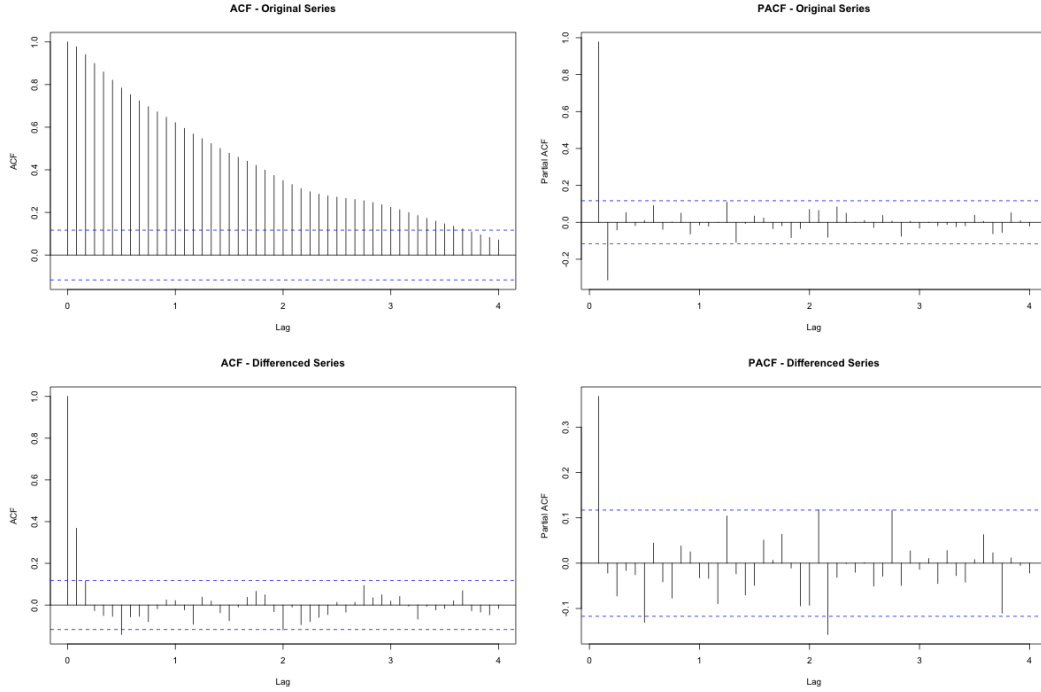 ACF - Original Series
1.0
0.8
0.6
0.4
0.2
0.0
ACF
0 1 2 3 4
Lag
PACF - Original Series
1.0
0.8
0.6
0.4
0.2
0.0
-0.2
Partial ACF
0 1 2 3 4
Lag
ACF - Differenced Series
1.0
0.8
0.6
0.4
0.2
0.0
ACF
0 1 2 3 4
Lag
PACF - Differenced Series
0.3
0.2
0.1
0.0
-0.1
Partial ACF
0 1 2 3 4
Lag